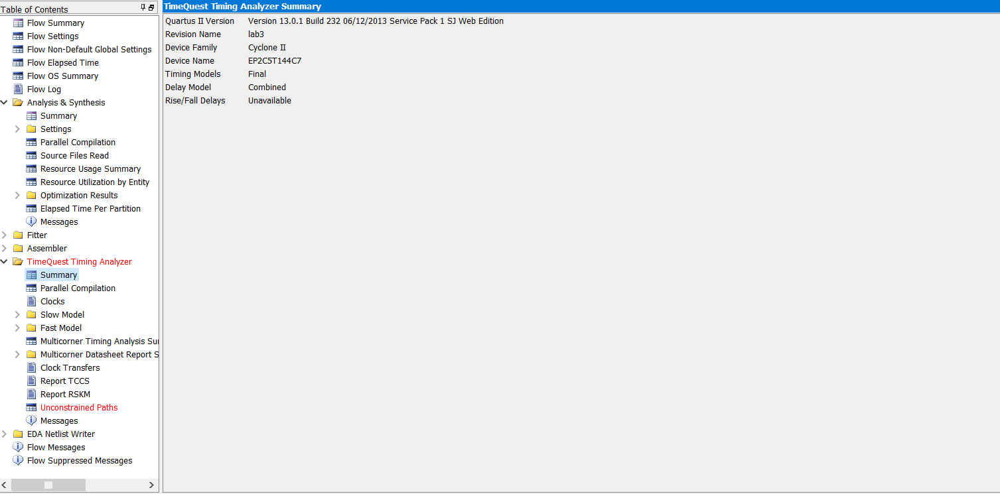 Table of Contents
Flow Summary
Flow Settings
Flow Non-Default Global Settings
Flow Elapsed Time
Flow OS Summary
Flow Log
Analysis & Synthesis
Summary
Settings
Parallel Compilation
Source Files Read
Resource Usage Summary
Resource Utilization by Entity
Optimization Results
Elapsed Time Per Partition
Messages
Fitter
Assembler
TimeQuest Timing Analyzer
Summary
Parallel Compilation
Clocks
Slow Model
Fast Model
Multicorner Timing Analysis Su
Multicorner Datasheet Report S
Clock Transfers
Report TCCS
Report RSKM
Unconstrained Paths
Messages
EDA Netlist Writer
Flow Messages
Flow Suppressed Messages
TimeQuest Timing Analyzer Summary
Quartus II Version Version 13.0.1 Build 232 06/12/2013 Service Pack 1 SJ Web Edition
Revision Name lab3
Device Family Cyclone II
Device Name EP2C5T144C7
Timing Models Final
Delay Model Combined
Rise/Fall Delays Unavailable